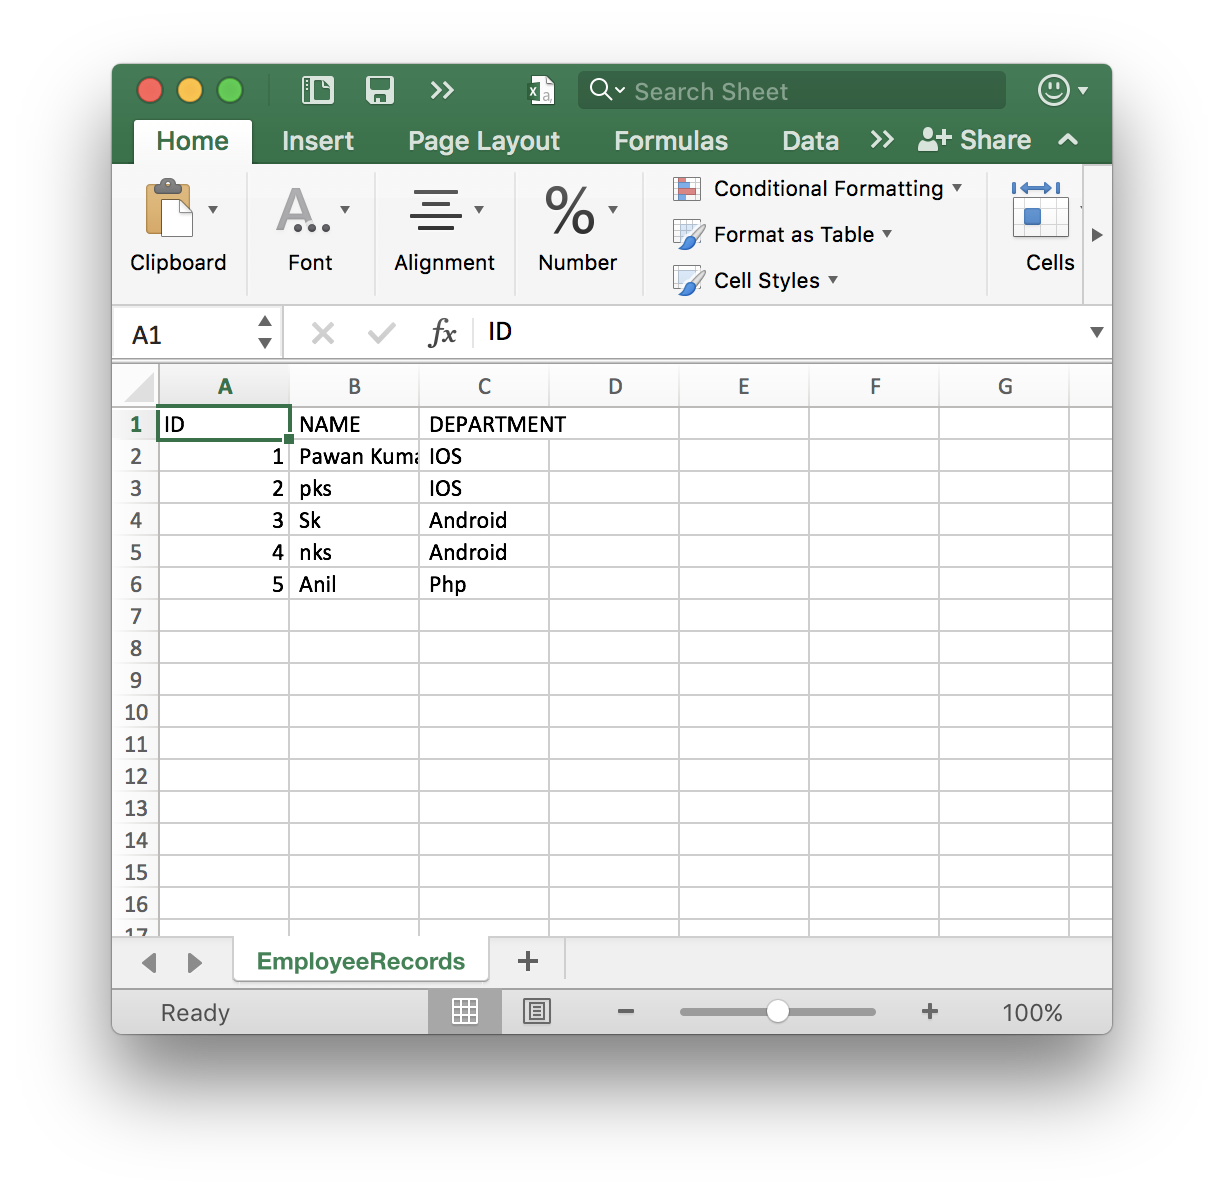 Search Sheet
Home Insert Page Layout Formulas Data Share
Clipboard Font Alignment Number Conditional Formatting
Format as Table
Cell Styles
Cells
A1 fx ID
A B C D E F G
1 ID NAME DEPARTMENT
2 1 Pawan Kuma IOS
3 2 pks IOS
4 3 Sk Android
5 4 nks Android
6 5 Anil Php
7
8
9
10
11
12
13
14
15
16
17
EmployeeRecords
Ready 100%